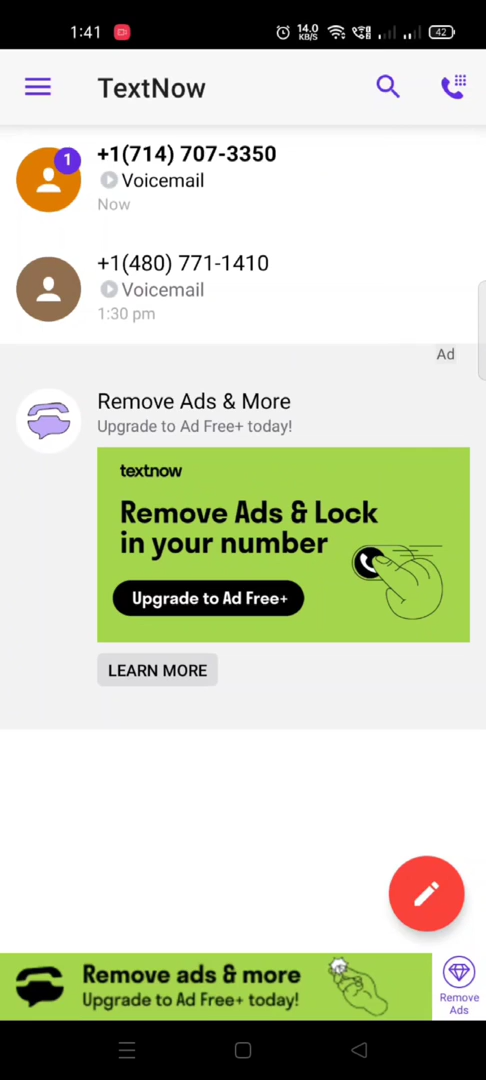 1:41
14.0
KB/S
42
TextNow
1
+1(714) 707-3350
Voicemail
Now
+1(480) 771-1410
Voicemail
1:30 pm
Ad
Remove Ads & More
Upgrade to Ad Free+ today!
textnow
Remove Ads & Lock
in your number
Upgrade to Ad Free+
LEARN MORE
Remove ads & more
Upgrade to Ad Free+ today!
Remove
Ads